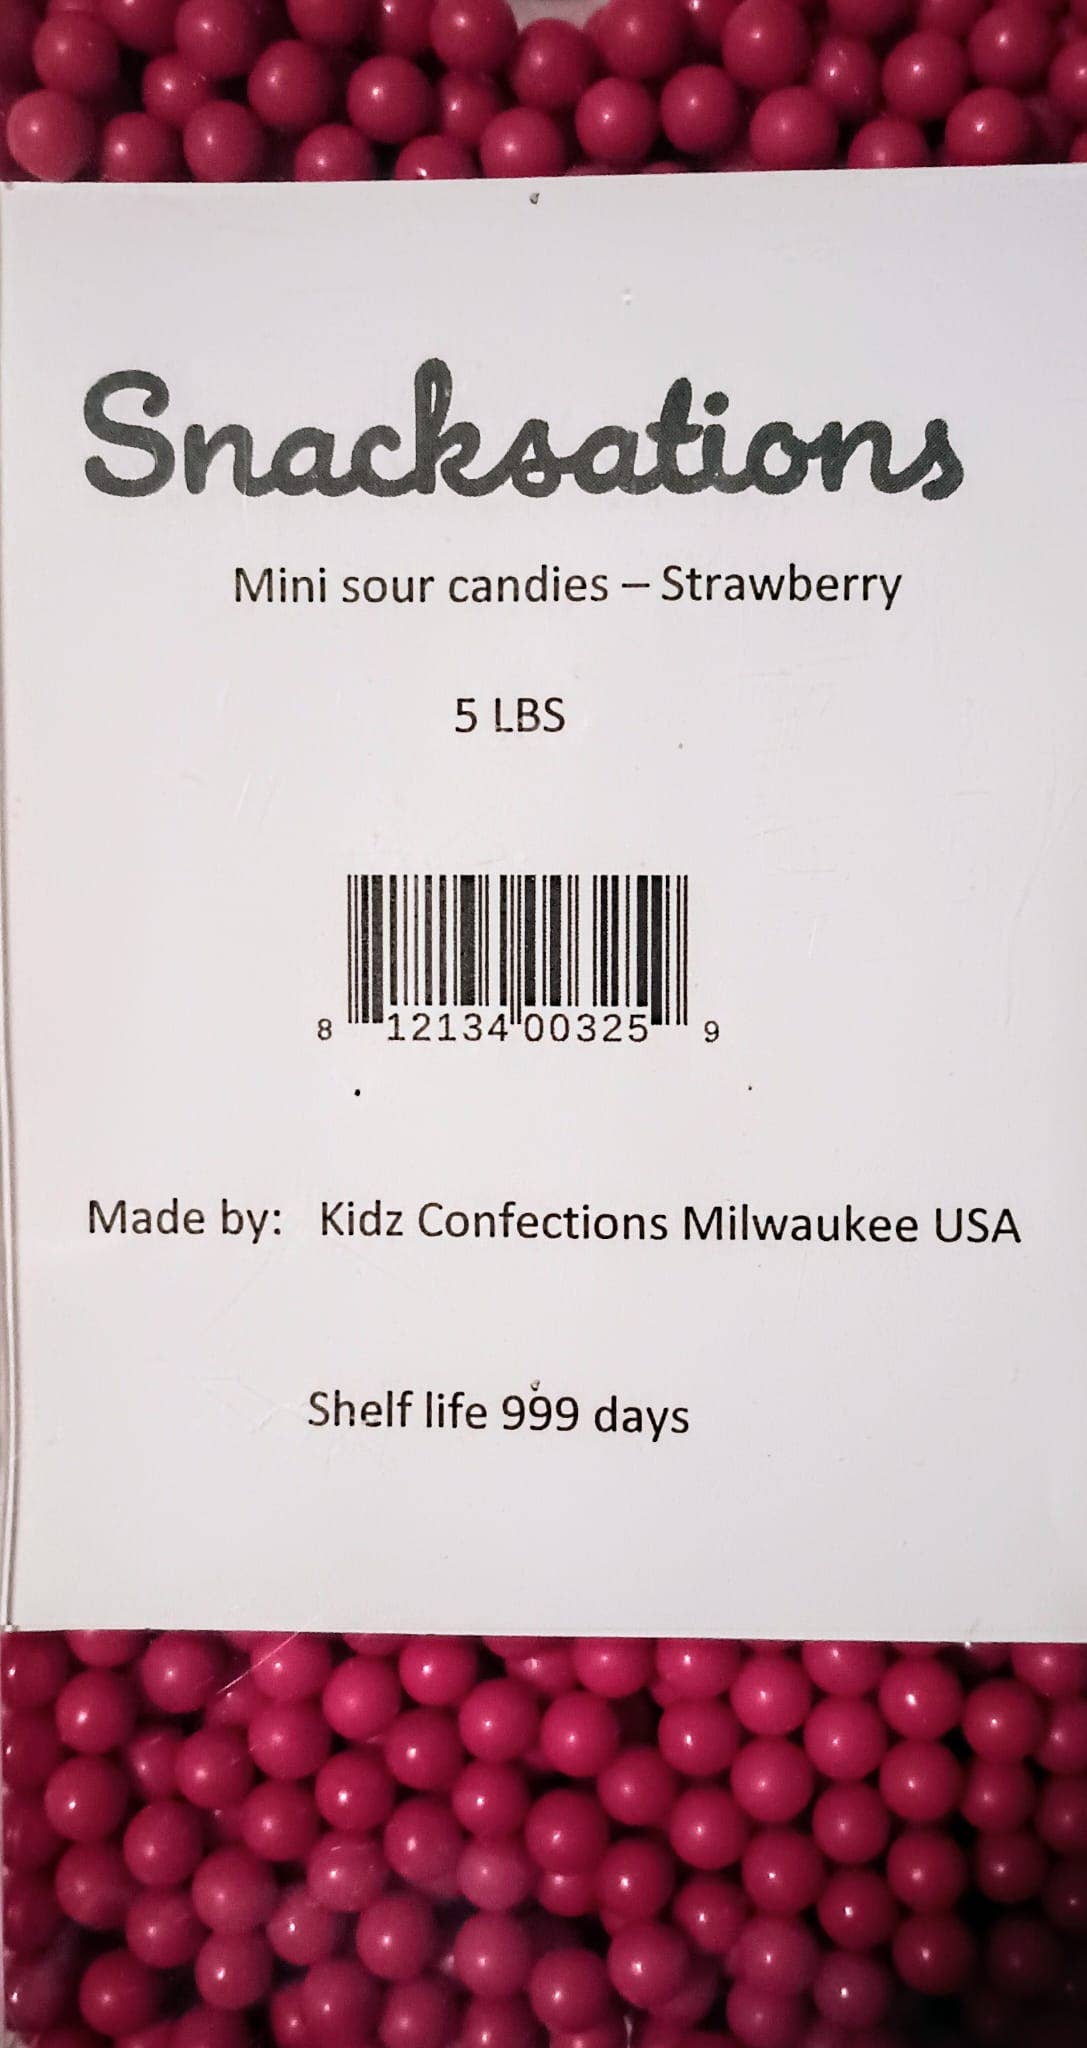 Snacksations
Mini sour candies – Strawberry
5 LBS
8 12134 00325 9
Made by: Kidz Confections Milwaukee USA
Shelf life 999 days